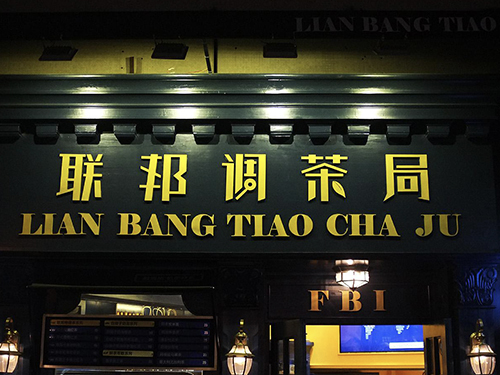 LIAN BANG TIAO
联邦调茶局
LIAN BANG TIAO CHA JU
FBI